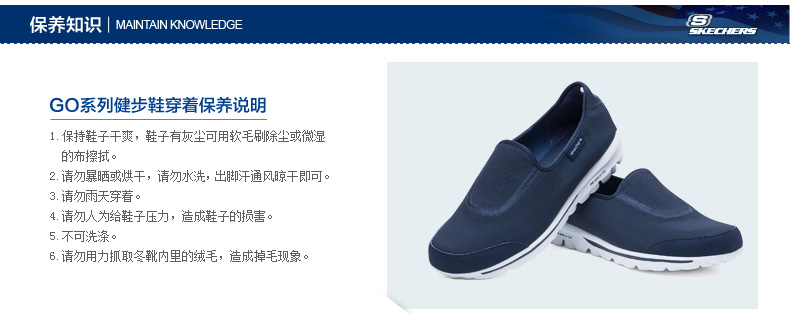 保养知识 | MAINTAIN KNOWLEDGE
S
SKECHERS
GO系列健步鞋穿着保养说明
1. 保持鞋子干爽，鞋子有灰尘可用软毛刷除尘或微湿
的布擦拭。
2. 请勿暴晒或烘干，请勿水洗，出脚汗通风晾干即可。
3. 请勿雨天穿着。
4. 请勿人为给鞋子压力，造成鞋子的损害。
5. 不可洗涤。
6. 请勿用力抓取冬靴内里的绒毛，造成掉毛现象。